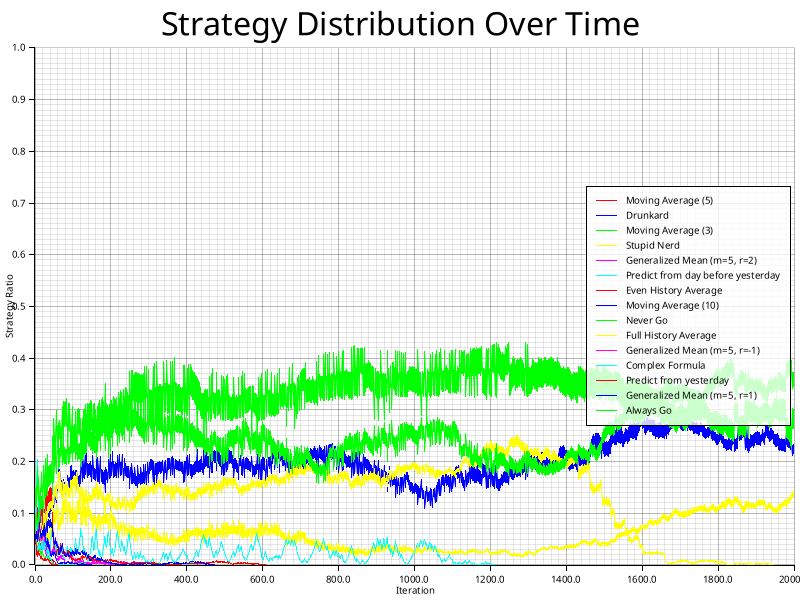 Strategy Distribution Over Time
1.0
0.9
0.8
0.7
0.6
0.5
0.4
0.3
0.2
0.1
0.0
Strategy Ratio
Moving Average (5)
Drunkard
Moving Average (3)
Stupid Nerd
Generalized Mean (m=5, r=2)
Predict from day before yesterday
Even History Average
Moving Average (10)
Never Go
Full History Average
Generalized Mean (m=5, r=-1)
Complex Formula
Predict from yesterday
Generalized Mean (m=5, r=1)
Always Go
0.0 200.0 400.0 600.0 800.0 1000.0 1200.0 1400.0 1600.0 1800.0 2000
Iteration